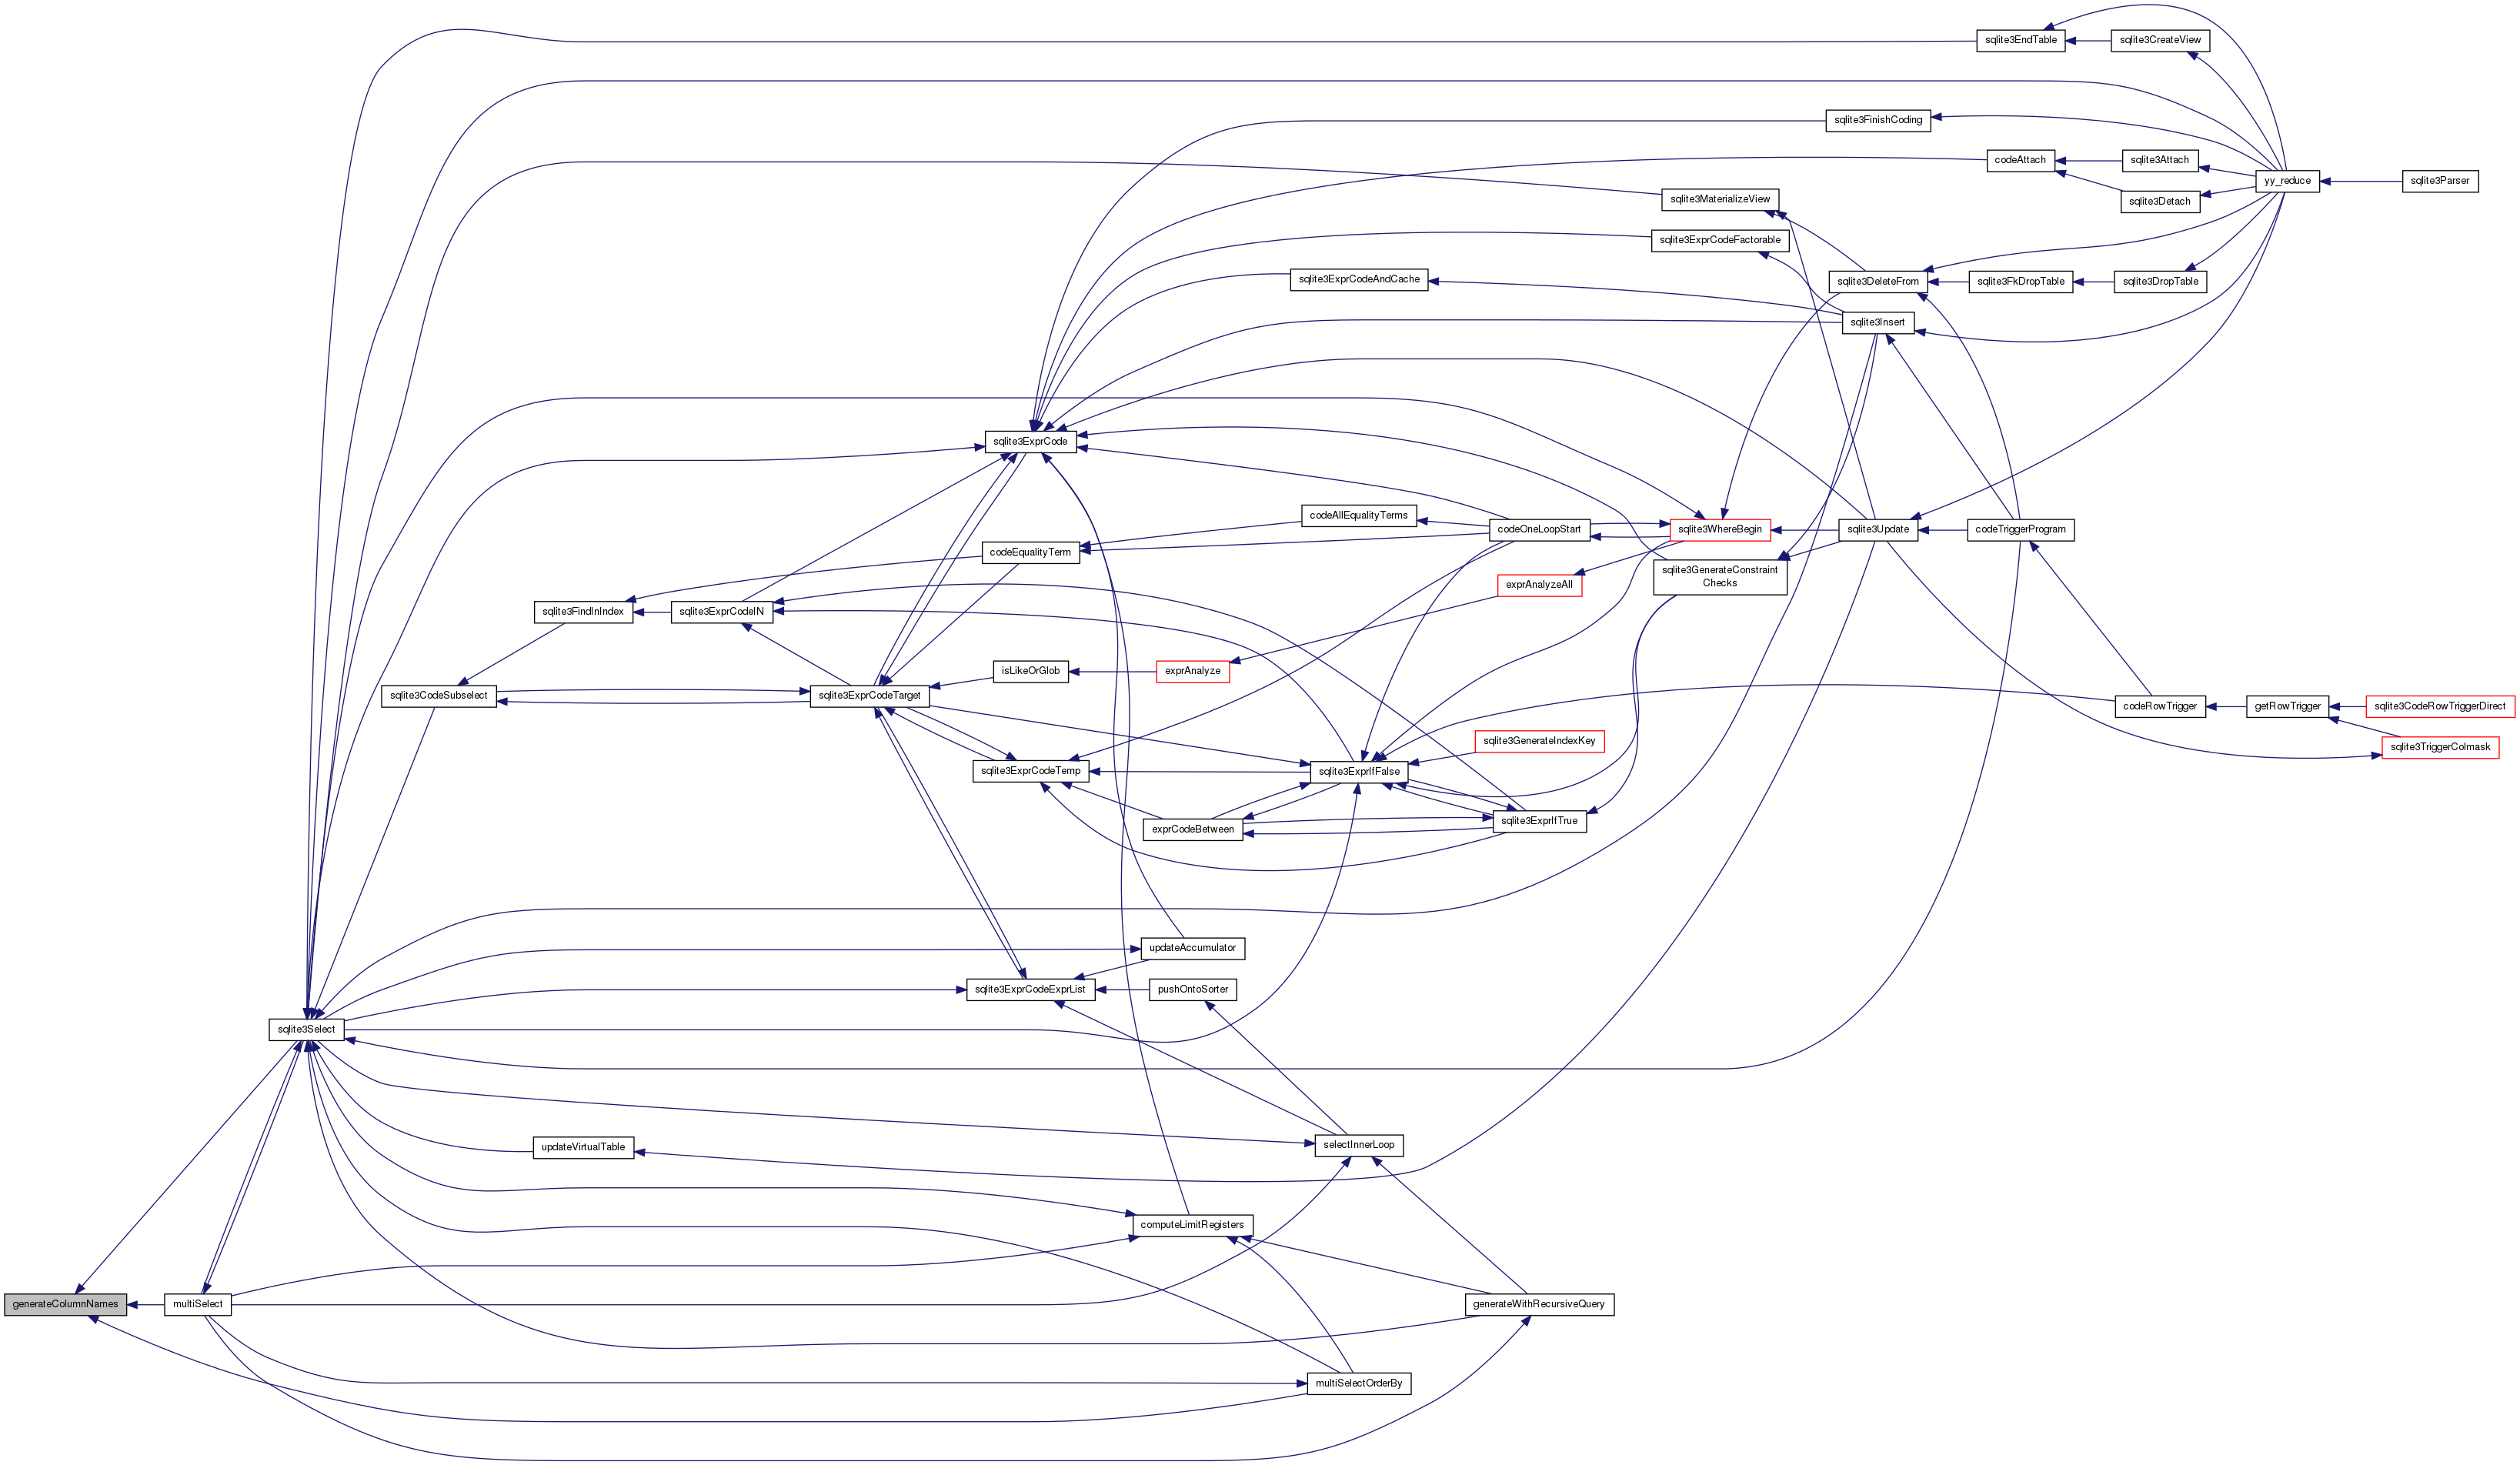 sqlite3EndTable
sqlite3CreateView
sqlite3FinishCoding
codeAttach
sqlite3Attach
yy_reduce
sqlite3Parser
sqlite3MaterializeView
sqlite3Detach
sqlite3ExprCodeFactorable
sqlite3ExprCodeAndCache
sqlite3DeleteFrom
sqlite3FkDropTable
sqlite3DropTable
sqlite3Insert
sqlite3ExprCode
codeAllEqualityTerms
codeOneLoopStart
sqlite3WhereBegin
sqlite3Update
codeTriggerProgram
codeEqualityTerm
sqlite3GenerateConstraint
Checks
exprAnalyzeAll
sqlite3FindInIndex
sqlite3ExprCodeIN
isLikeOrGlob
exprAnalyze
sqlite3CodeSubselect
sqlite3ExprCodeTarget
codeRowTrigger
getRowTrigger
sqlite3CodeRowTriggerDirect
sqlite3GenerateIndexKey
sqlite3TriggerColmask
sqlite3ExprCodeTemp
sqlite3ExprIfFalse
exprCodeBetween
sqlite3ExprIfTrue
updateAccumulator
sqlite3ExprCodeExprList
pushOntoSorter
sqlite3Select
updateVirtualTable
selectInnerLoop
computeLimitRegisters
generateColumnNames
multiSelect
generateWithRecursiveQuery
multiSelectOrderBy